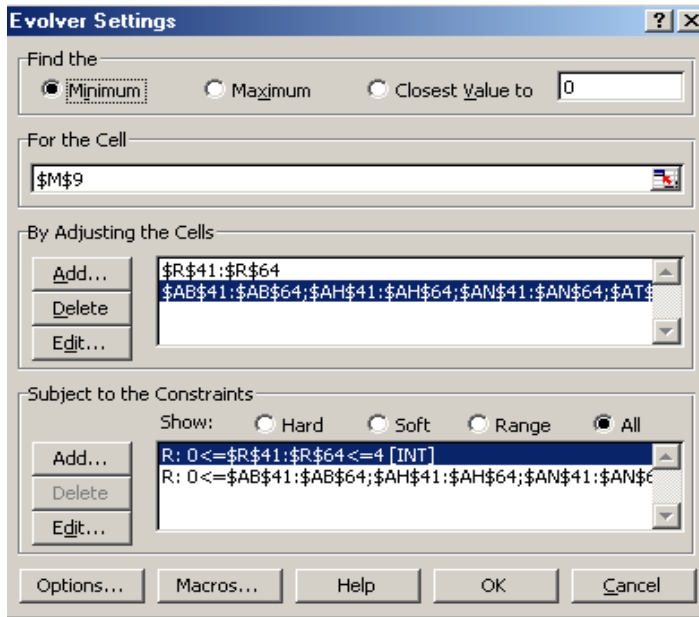 Evolver Settings
Find the
Minimum Maximum Closest Value to 0
For the Cell
$M$9
By Adjusting the Cells
Add...
Delete
Edit...
$R$41:$R$64
$AB$41:$AB$64;$AH$41:$AH$64;$AN$41:$AN$64;$AT$
Subject to the Constraints
Show: Hard Soft Range All
Add...
Delete
Edit...
R: 0<=$R$41:$R$64<=4 [INT]
R: 0<=$AB$41:$AB$64;$AH$41:$AH$64;$AN$41:$AN$6
Options... Macros... Help OK Cancel